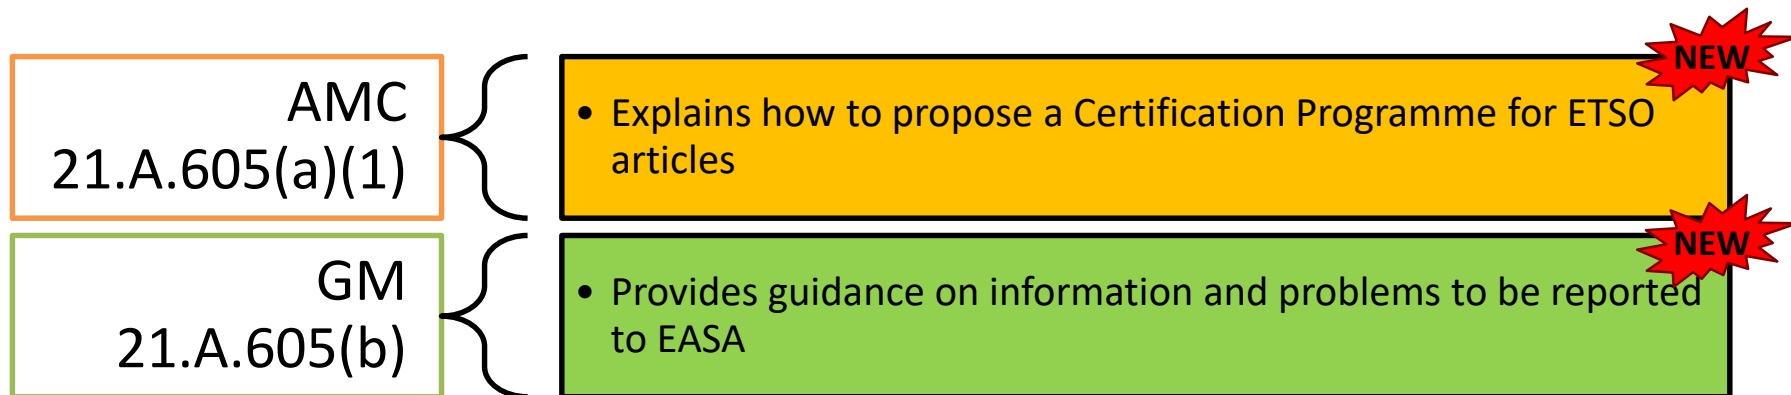 AMC
21.A.605(a)(1)
NEW
• Explains how to propose a Certification Programme for ETSO
articles
GM
21.A.605(b)
NEW
• Provides guidance on information and problems to be reported
to EASA